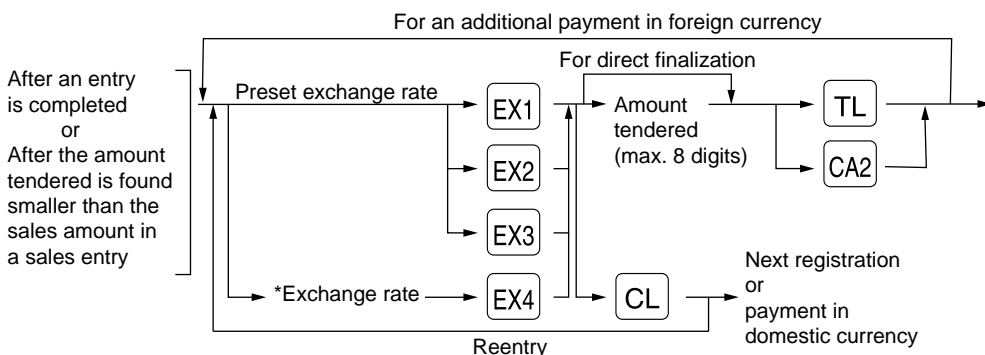 For an additional payment in foreign currency
For direct finalization
After an entry
is completed
or
After the amount
tendered is found
smaller than the
sales amount in
a sales entry
Preset exchange rate
EX1
EX2
EX3
*Exchange rate
EX4
Amount
tendered
(max. 8 digits)
TL
CA2
CL
Next registration
or
payment in
domestic currency
Reentry